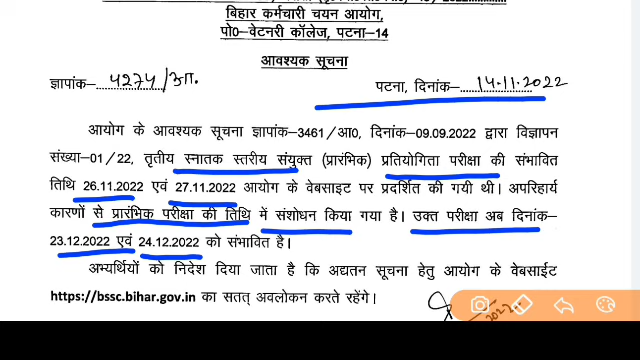 बिहार कर्मचारी चयन आयोग,
पो0 वेटनरी कॉलेज, पटना-14
आवश्यक सूचना
ज्ञापांक- 4274/आ.
पटना, दिनांक- 14.11.2022
आयोग के आवश्यक सूचना ज्ञापांक-3461/आ0, दिनांक-09.09.2022 द्वारा विज्ञापन
संख्या-01/22, तृतीय स्नातक स्तरीय संयुक्त (प्रारंभिक) प्रतियोगिता परीक्षा की संभावित
तिथि 26.11.2022 एवं 27.11.2022 आयोग के वेबसाइट पर प्रदर्शित की गयी थी। अपरिहार्य
कारणों से प्रारंभिक परीक्षा की तिथि में संशोधन किया गया है। उक्त परीक्षा अब दिनांक-
23.12.2022 एवं 24.12.2022 को संभावित है।
अभ्यर्थियों को निदेश दिया जाता है कि अद्यतन सूचना हेतु आयोग के वेबसाईट
https://bssc.bihar.gov.in का सतत् अवलोकन करते रहेंगे।